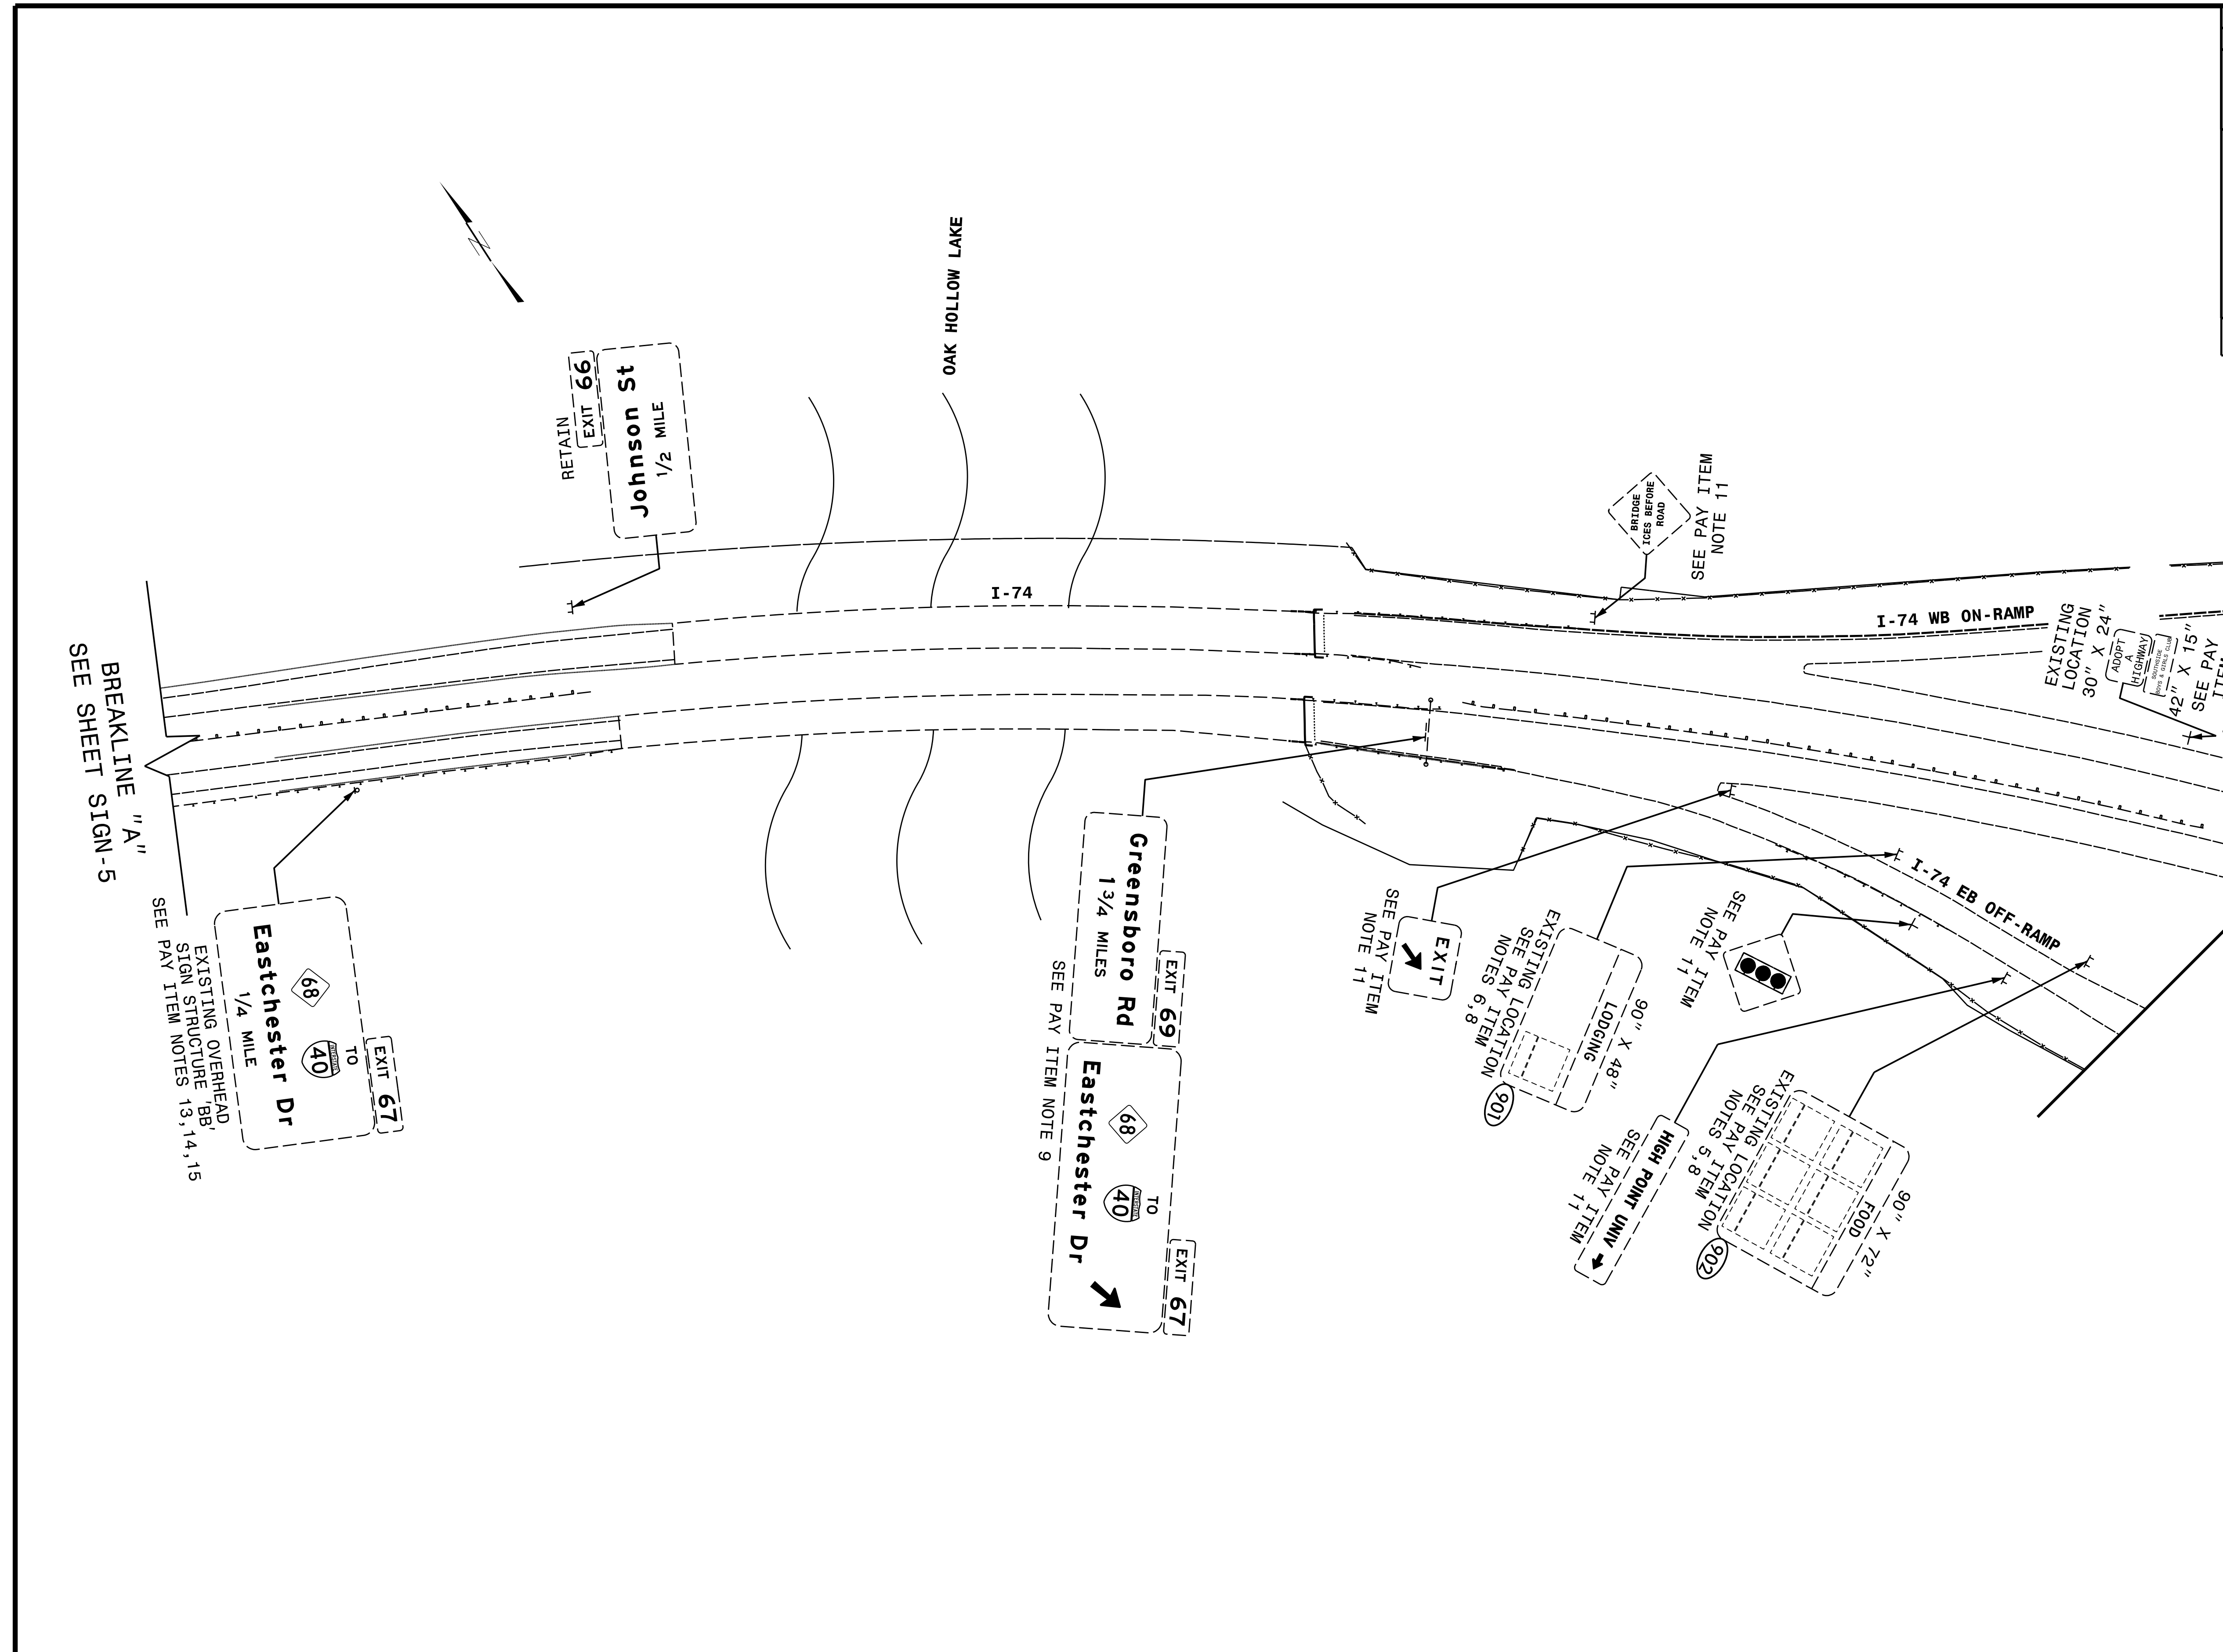 OAK HOLLOW LAKE
RETAIN
EXIT 66
Johnson St
1/2 MILE
BRIDGE
ICES BEFORE
ROAD
SEE PAY ITEM
NOTE 11
I-74
I-74 WB ON-RAMP
EXISTING
LOCATION
30" X 24"
ADOPT
A
HIGHWAY
SOUTHSIDE
BOYS & GIRLS CLUB
42" X 15"
SEE PAY
BREAKLINE "A"
SEE SHEET SIGN-5
EXIT 67
TO
68
INTERSTATE
40
Eastchester Dr
1/4 MILE
EXISTING OVERHEAD
SIGN STRUCTURE 'BB'
SEE PAY ITEM NOTES 13,14,15
EXIT 69
Greensboro Rd
1 3/4 MILES
EXIT 67
TO
68
INTERSTATE
40
Eastchester Dr
SEE PAY ITEM NOTE 9
EXIT
SEE PAY ITEM
NOTE 11
90" X 48"
LODGING
EXISTING LOCATION
SEE PAY ITEM
NOTES 6,8
901
SEE PAY ITEM
NOTE 11
I-74 EB OFF-RAMP
HIGH POINT UNIV
SEE PAY ITEM
NOTE 11
90" X 72"
FOOD
EXISTING LOCATION
SEE PAY ITEM
NOTES 5,8
902